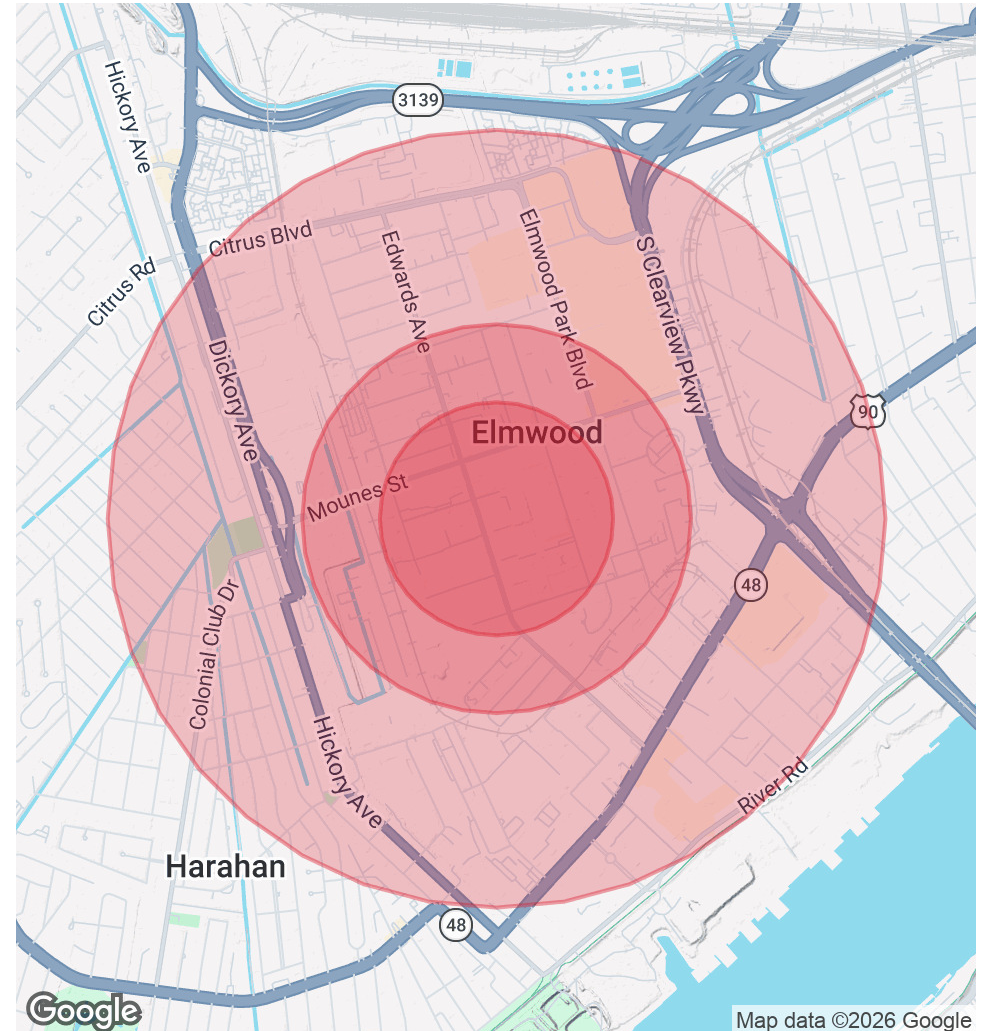 Hickory Ave
3139
Citrus Blvd
Citrus Rd
Edwards Ave
Elmwood Park Blvd
S Clearview Pkwy
Dickory Ave
90
Elmwood
Mounes St
48
Colonial Club Dr
Hickory Ave
River Rd
Harahan
48
Google
Map data ©2026 Google